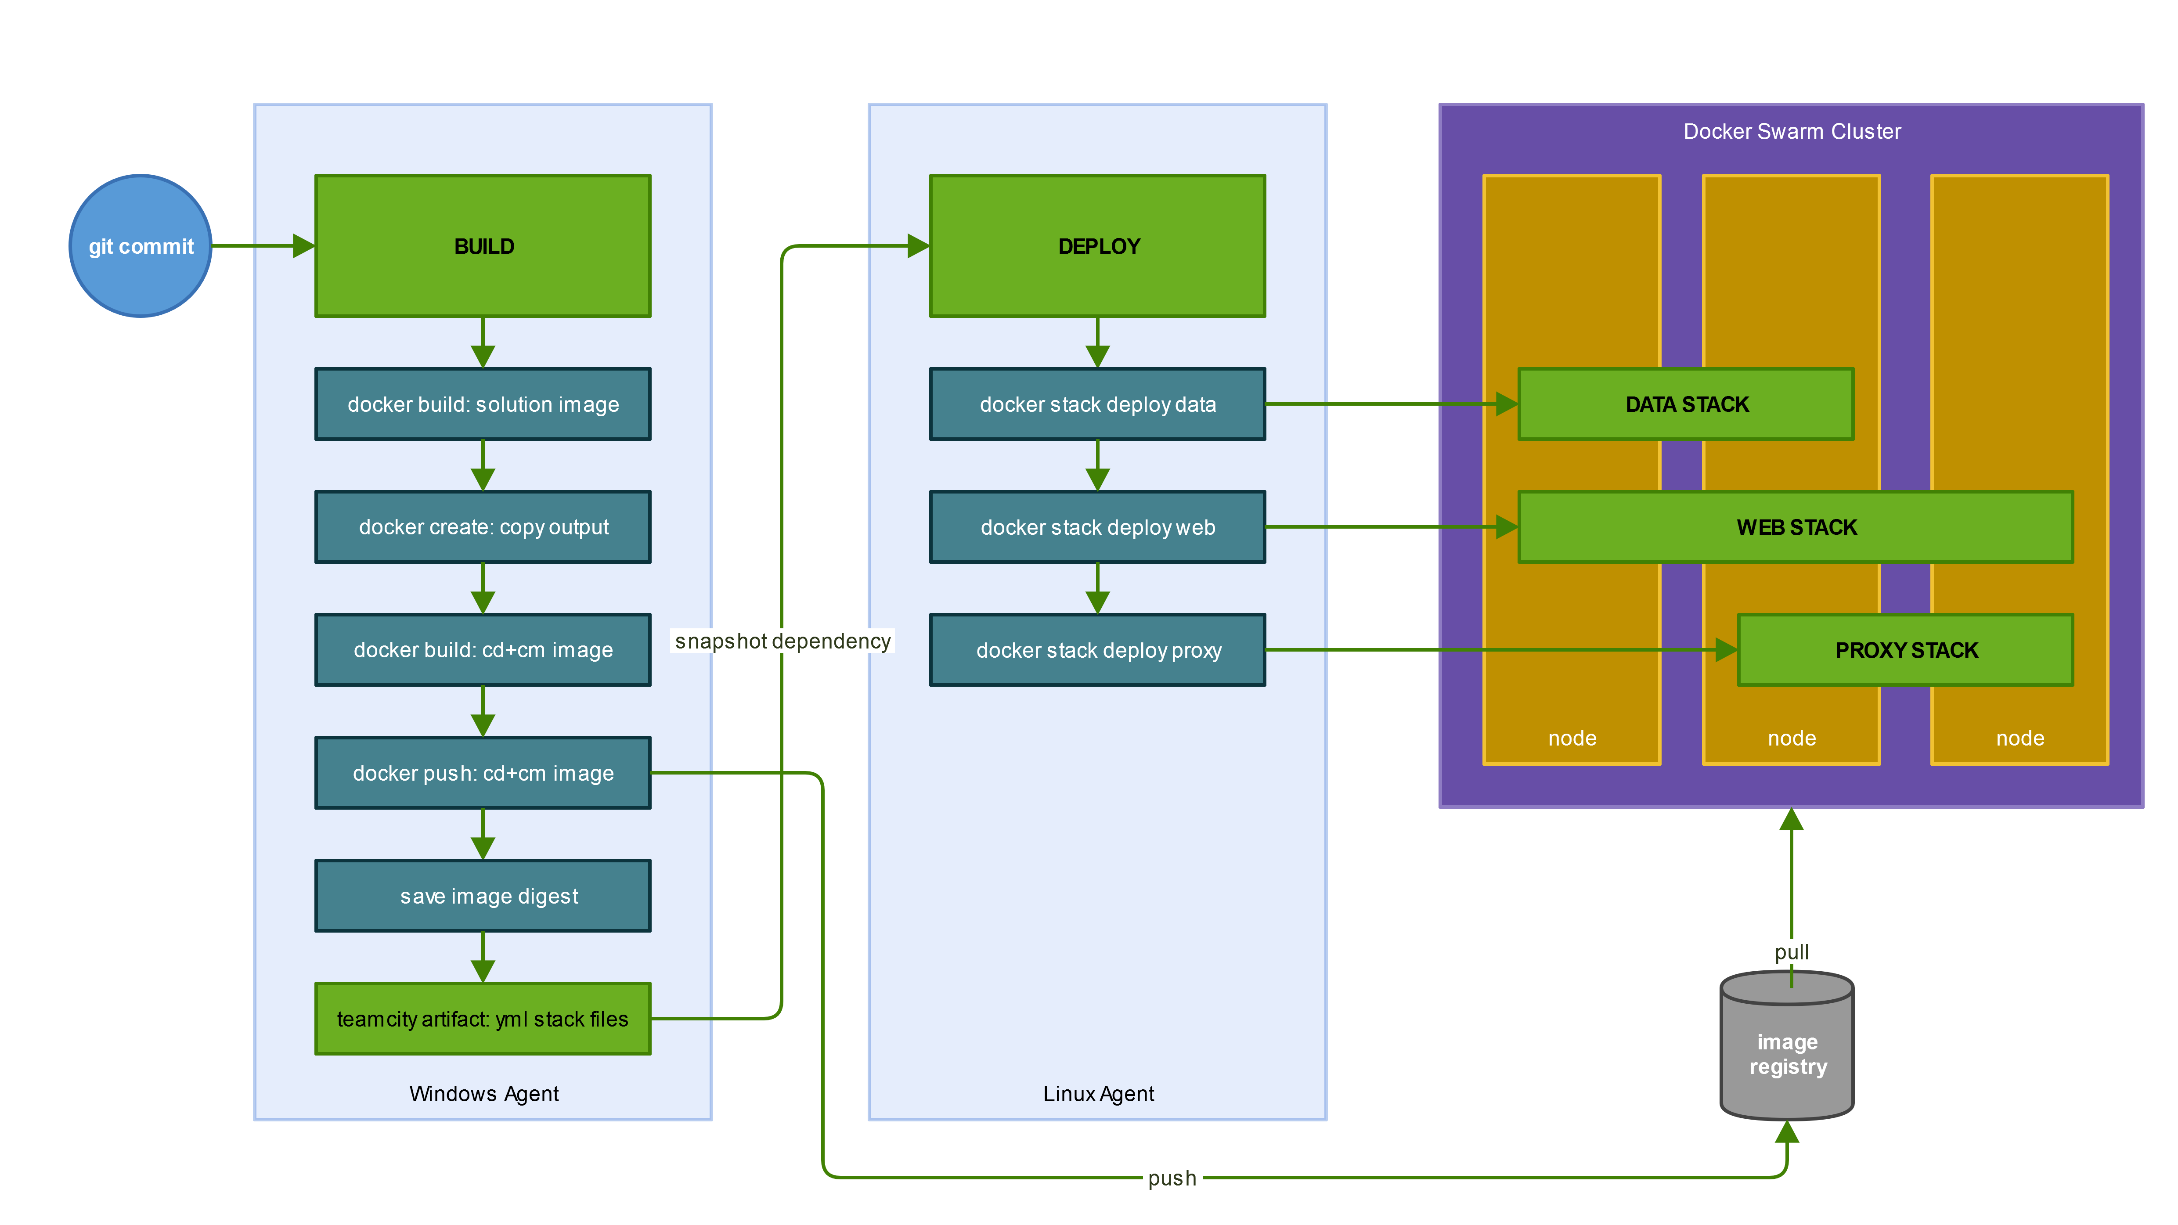 git commit
BUILD
docker build: solution image
docker create: copy output
docker build: cd+cm image
docker push: cd+cm image
save image digest
teamcity artifact: yml stack files
Windows Agent
snapshot dependency
DEPLOY
docker stack deploy data
docker stack deploy web
docker stack deploy proxy
Linux Agent
Docker Swarm Cluster
DATA STACK
WEB STACK
PROXY STACK
node
node
node
pull
image
registry
push